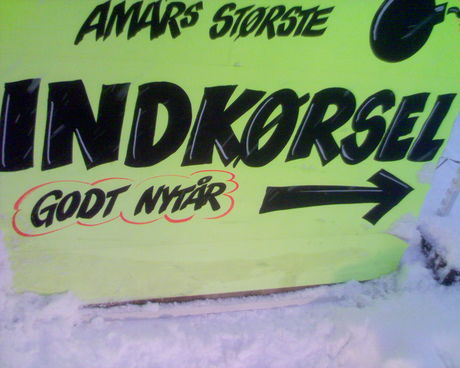 AMARS STØRSTE
INDKØRSEL
GODT NYTÅR